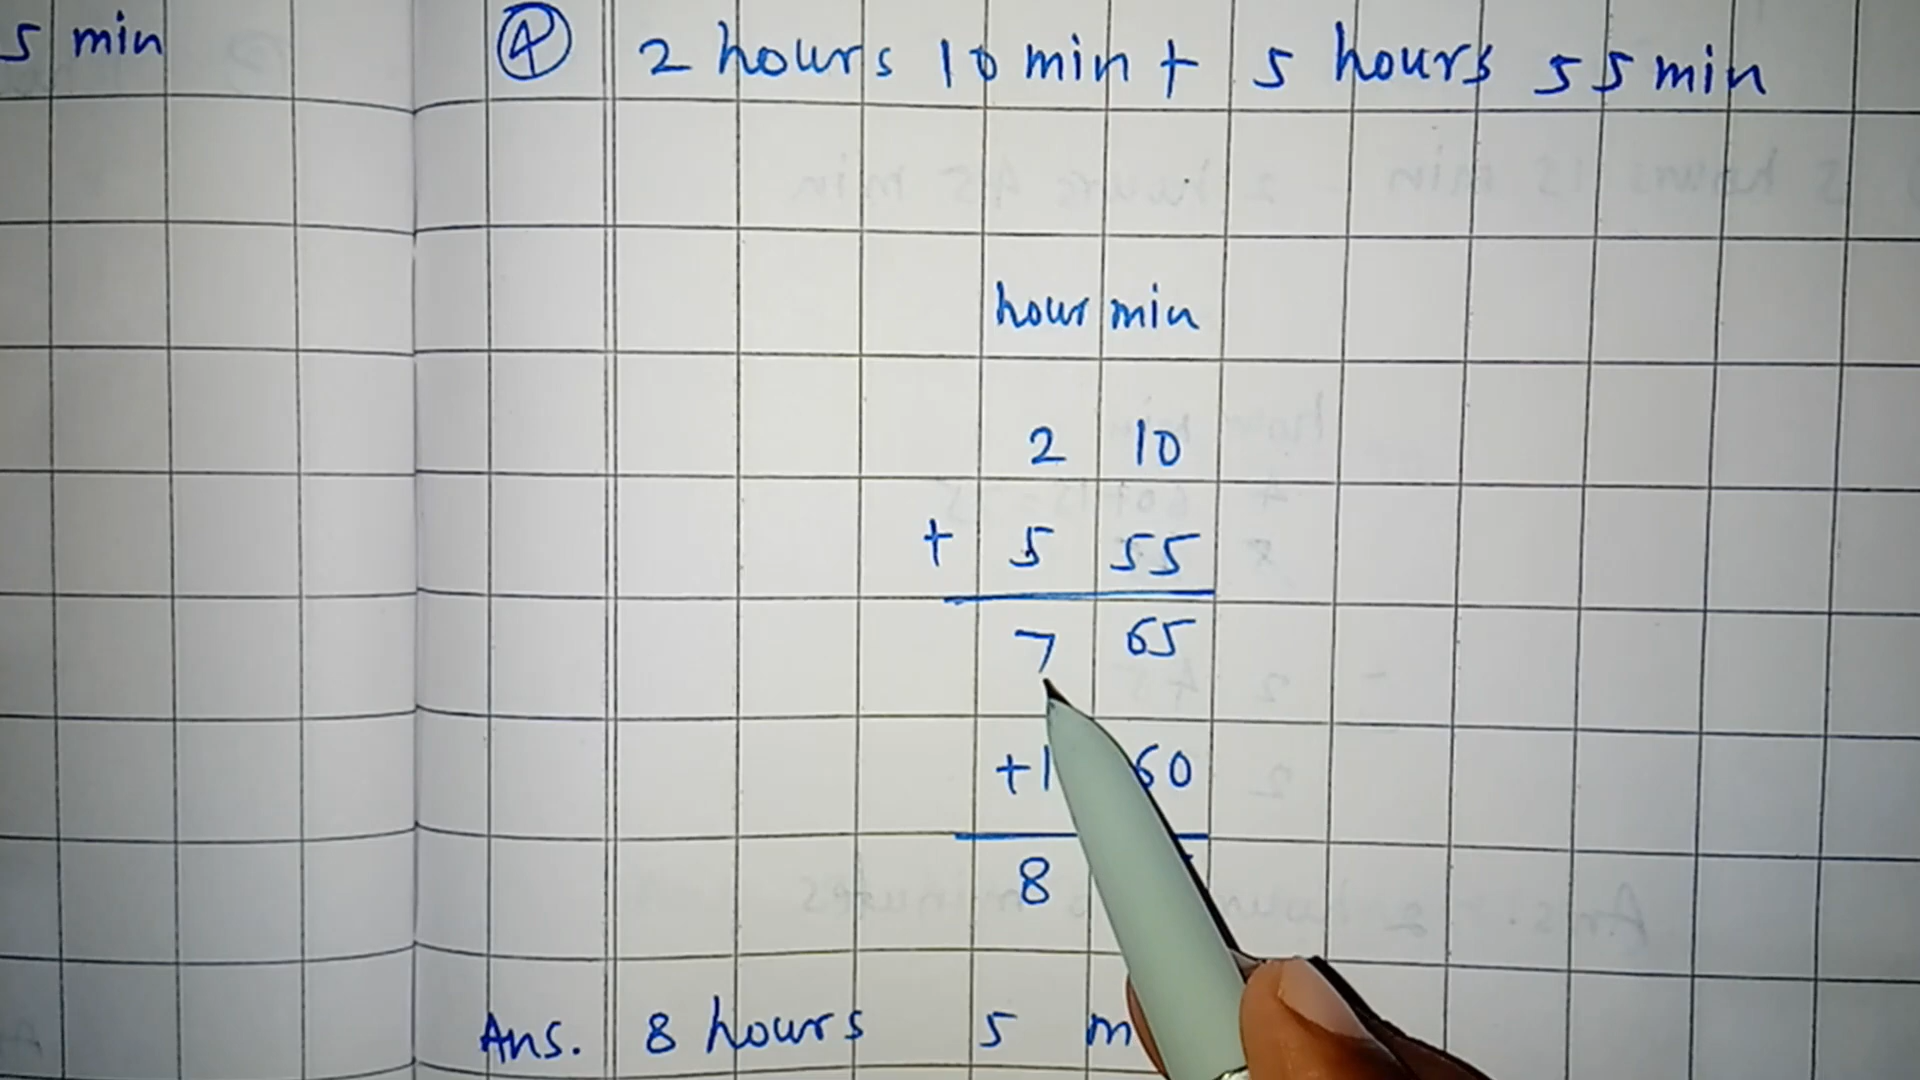 5 min
4 2 hours 10 min + 5 hours 55 min
hour min
2 10
+ 5 55
7 65
+1 60
8
Ans. 8 hours 5 m